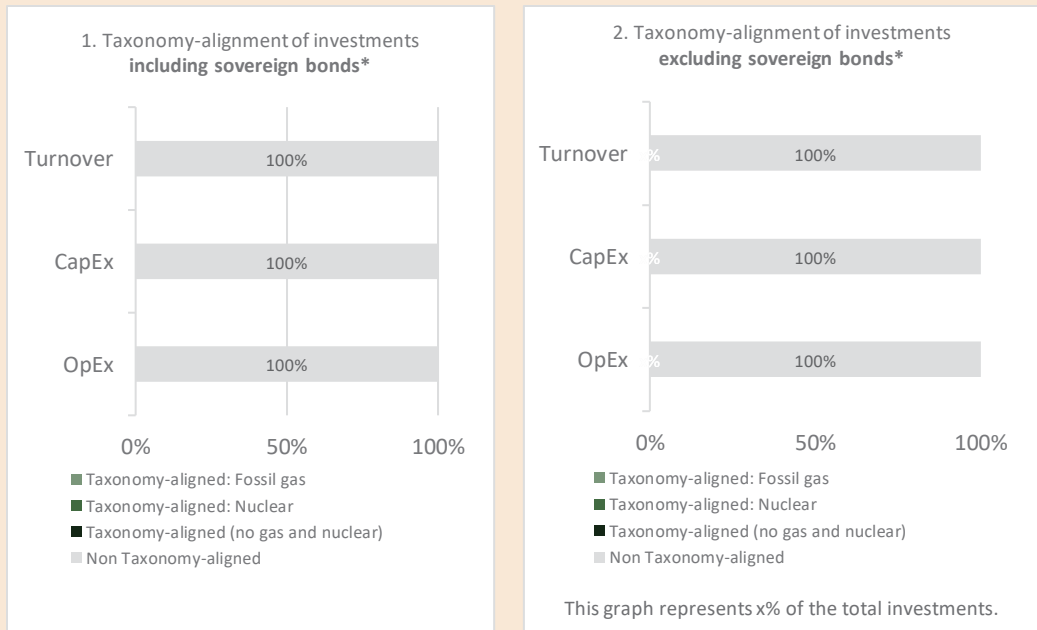 1. Taxonomy-alignment of investments
including sovereign bonds*
Turnover
100%
CapEx
100%
OpEx
100%
0% 50% 100%
Taxonomy-aligned: Fossil gas
Taxonomy-aligned: Nuclear
Taxonomy-aligned (no gas and nuclear)
Non Taxonomy-aligned
2. Taxonomy-alignment of investments
excluding sovereign bonds*
Turnover
% 100%
CapEx
% 100%
OpEx
% 100%
0% 50% 100%
Taxonomy-aligned: Fossil gas
Taxonomy-aligned: Nuclear
Taxonomy-aligned (no gas and nuclear)
Non Taxonomy-aligned
This graph represents x% of the total investments.